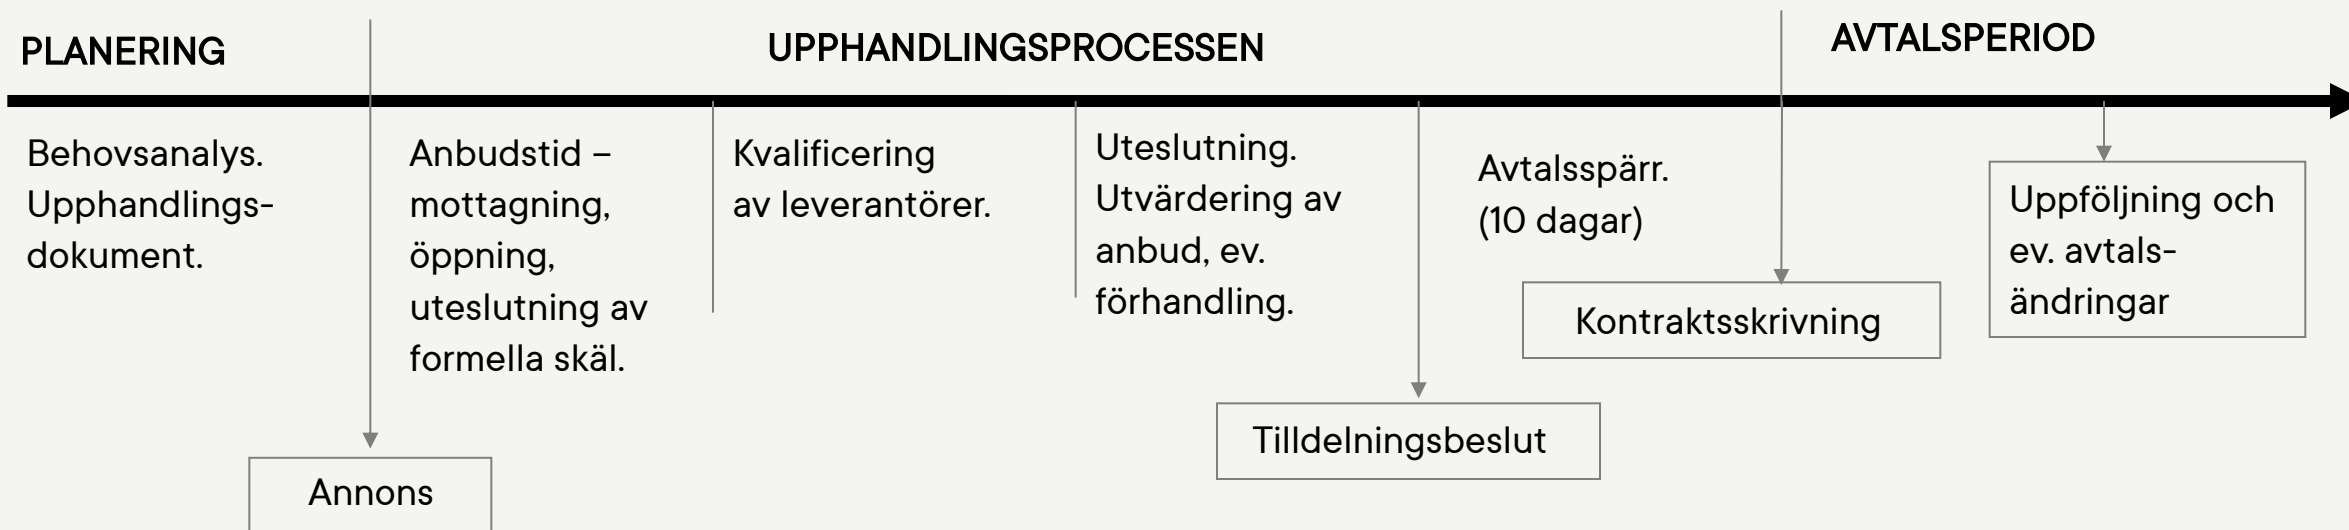 PLANERING
UPPHANDLINGSPROCESSEN
AVTALSPERIOD
Behovsanalys.
Upphandlings-
dokument.
Anbudstid –
mottagning,
öppning,
uteslutning av
formella skäl.
Kvalificering
av leverantörer.
Uteslutning.
Utvärdering av
anbud, ev.
förhandling.
Avtalsspärr.
(10 dagar)
Uppföljning och
ev. avtals-
ändringar
Kontraktsskrivning
Tilldelningsbeslut
Annons